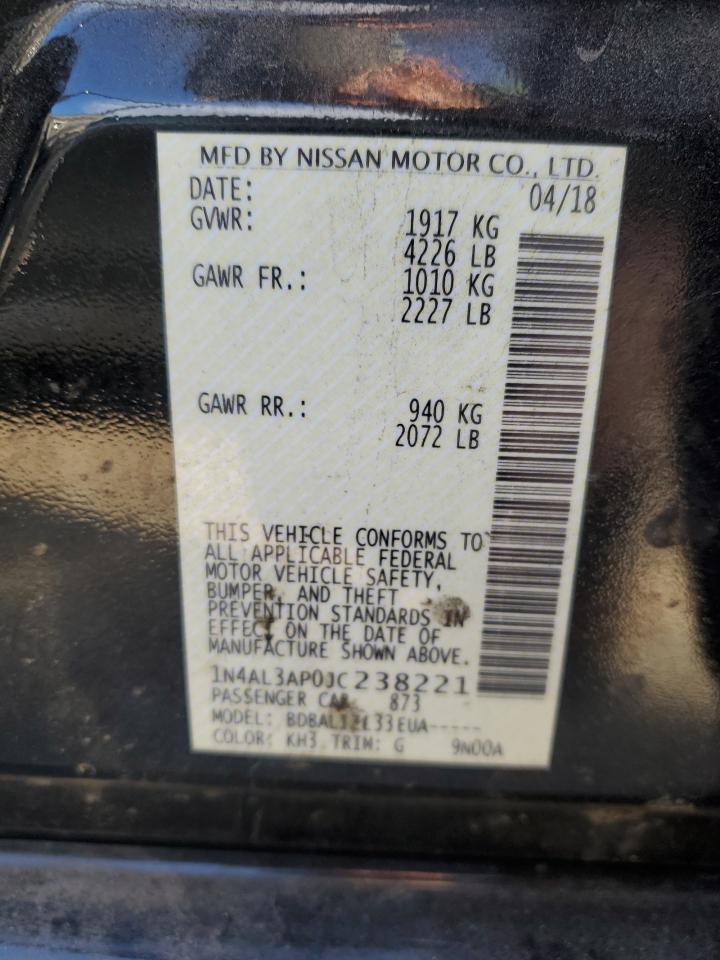 MFD BY NISSAN MOTOR CO., LTD.
DATE: 04/18
GVWR: 1917 KG
4226 LB
GAWR FR.: 1010 KG
2227 LB
GAWR RR.: 940 KG
2072 LB
THIS VEHICLE CONFORMS TO
ALL APPLICABLE FEDERAL
MOTOR VEHICLE SAFETY,
BUMPER, AND THEFT
PREVENTION STANDARDS IN
EFFECT ON THE DATE OF
MANUFACTURE SHOWN ABOVE.
1N4AL3AP0JC238221
PASSENGER CAR 873
MODEL:
COLOR: KH3 TRIM: G 9N00A